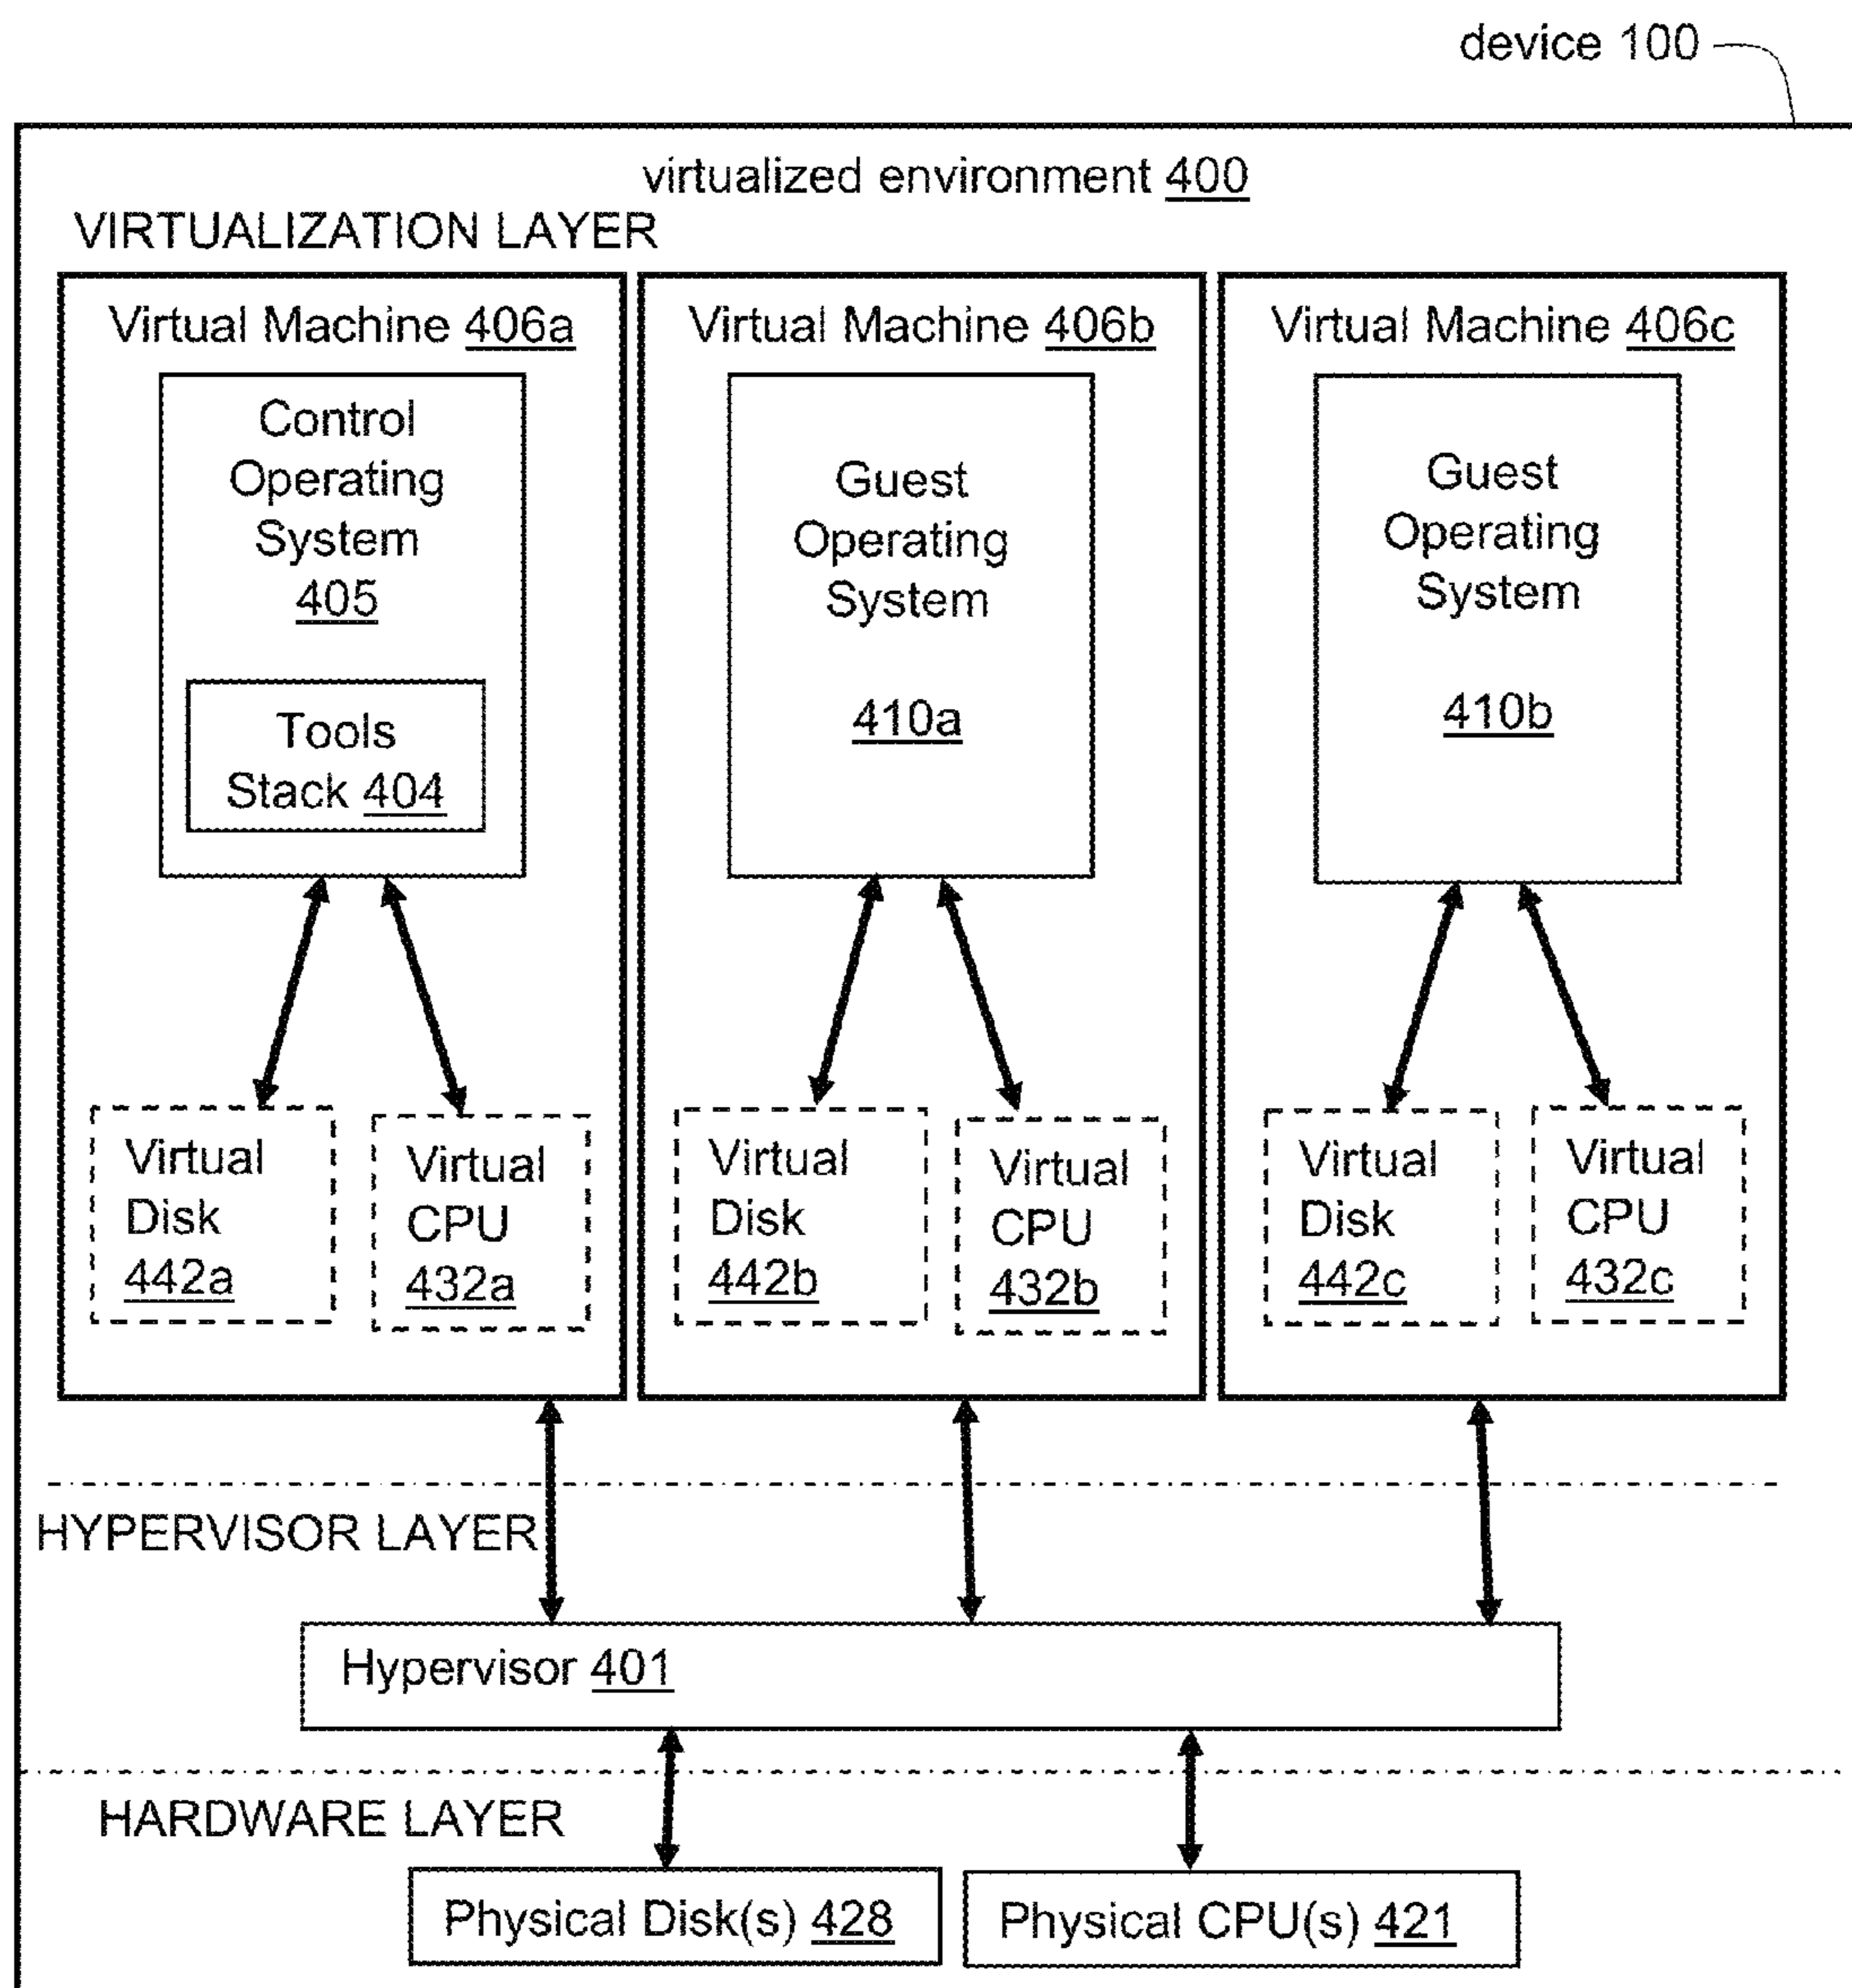 device 100
virtualized environment 400
VIRTUALIZATION LAYER
Virtual Machine 406a
Control
Operating
System
405
Tools
Stack 404
Virtual
Disk
442a
Virtual
CPU
432a
Virtual Machine 406b
Guest
Operating
System
410a
Virtual
Disk
442b
Virtual
CPU
432b
Virtual Machine 406c
Guest
Operating
System
410b
Virtual
Disk
442c
Virtual
CPU
432c
HYPERVISOR LAYER
Hypervisor 401
HARDWARE LAYER
Physical Disk(s) 428
Physical CPU(s) 421